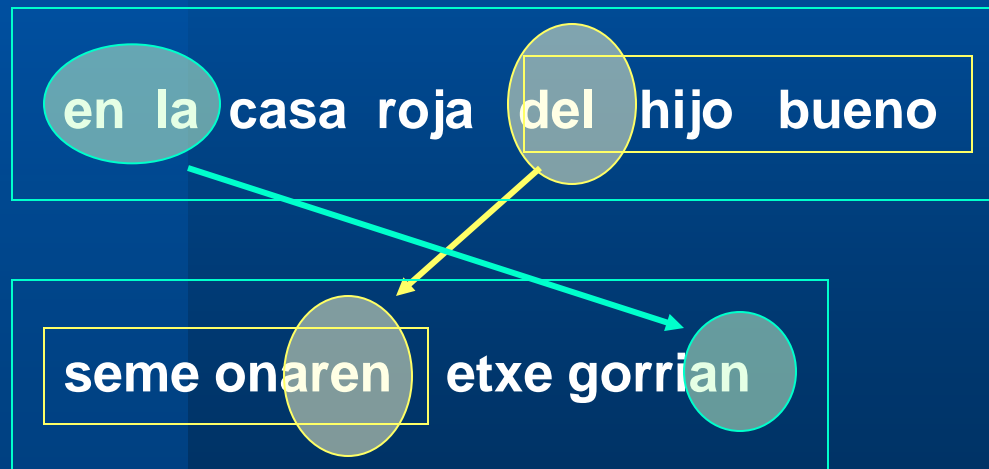 en la casa roja del hijo bueno
seme onaren etxe gorrian